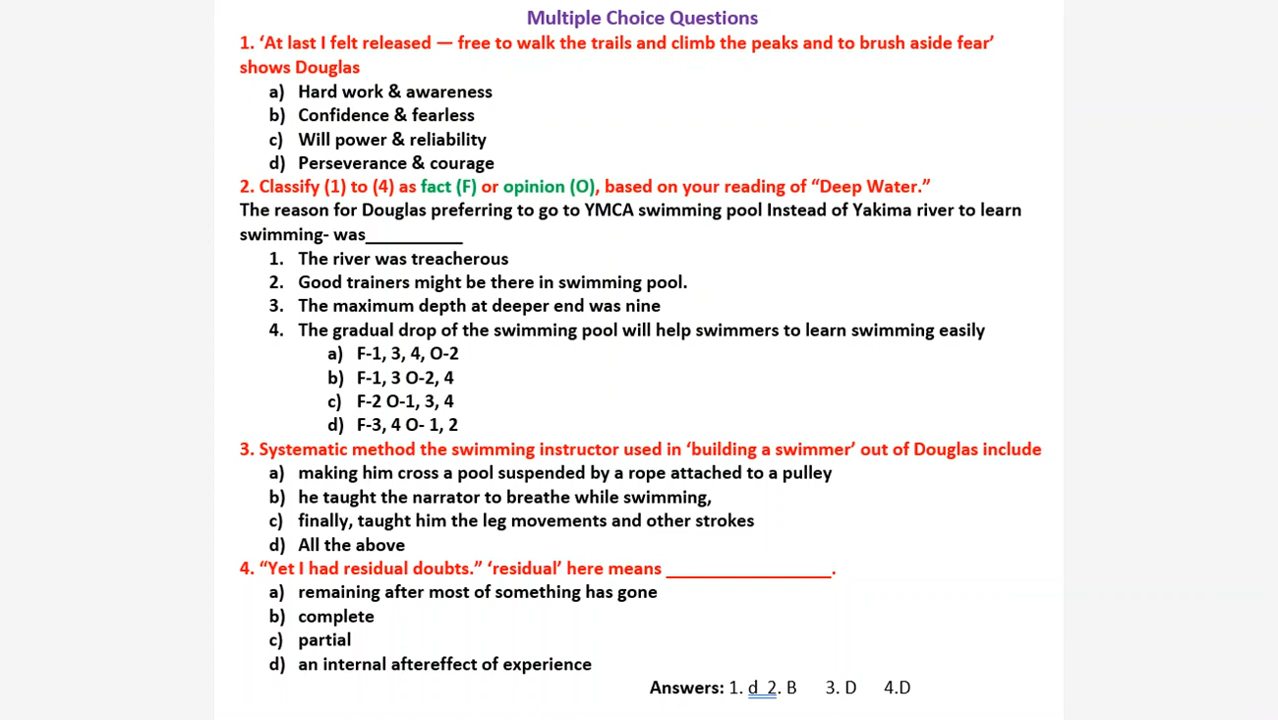 Multiple Choice Questions
1. ‘At last I felt released — free to walk the trails and climb the peaks and to brush aside fear’
shows Douglas
a) Hard work & awareness
b) Confidence & fearless
c) Will power & reliability
d) Perseverance & courage
2. Classify (1) to (4) as fact (F) or opinion (O), based on your reading of “Deep Water.”
The reason for Douglas preferring to go to YMCA swimming pool Instead of Yakima river to learn
swimming- was__________
1. The river was treacherous
2. Good trainers might be there in swimming pool.
3. The maximum depth at deeper end was nine
4. The gradual drop of the swimming pool will help swimmers to learn swimming easily
a) F-1, 3, 4, O-2
b) F-1, 3 O-2, 4
c) F-2 O-1, 3, 4
d) F-3, 4 O- 1, 2
3. Systematic method the swimming instructor used in ‘building a swimmer’ out of Douglas include
a) making him cross a pool suspended by a rope attached to a pulley
b) he taught the narrator to breathe while swimming,
c) finally, taught him the leg movements and other strokes
d) All the above
4. “Yet I had residual doubts.” ‘residual’ here means _________________.
a) remaining after most of something has gone
b) complete
c) partial
d) an internal aftereffect of experience
Answers: 1. d 2. B 3. D 4.D